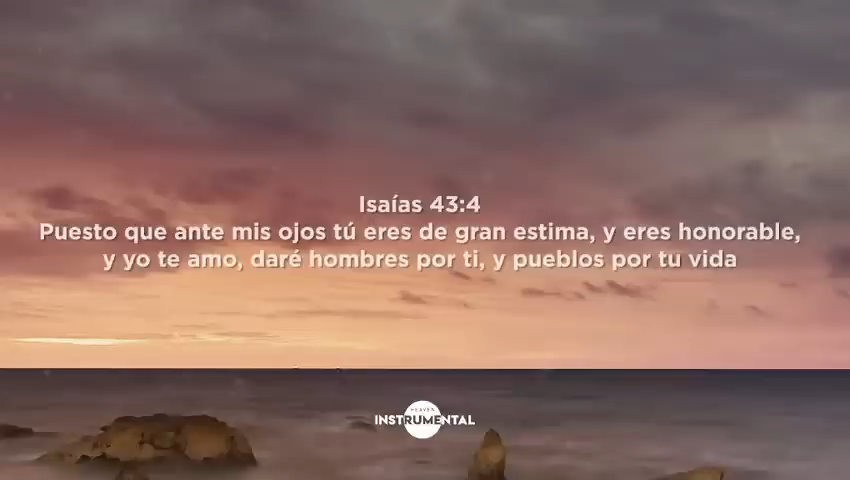 Isaías 43:4
Puesto que ante mis ojos tú eres de gran estima, y eres honorable,
y yo te amo, daré hombres por ti, y pueblos por tu vida
HEAVEN
INSTRUMENTAL